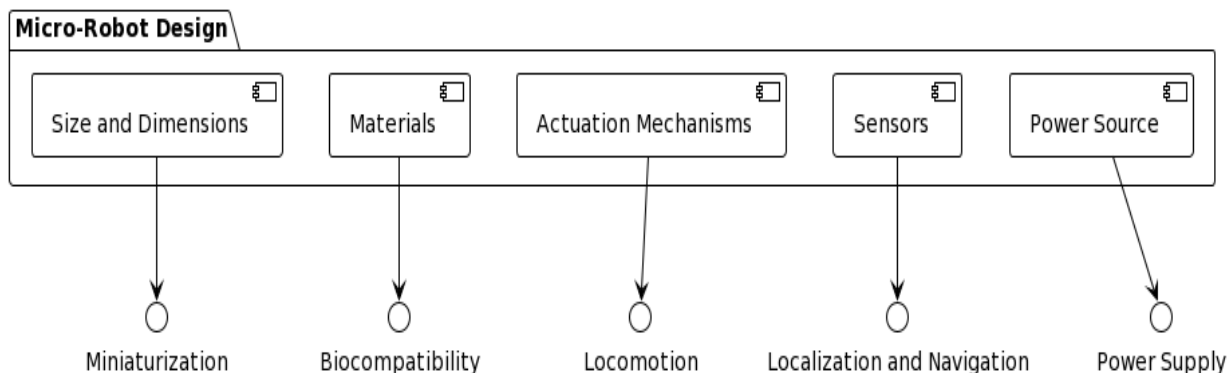 Micro-Robot Design
Size and Dimensions
Materials
Actuation Mechanisms
Sensors
Power Source
Miniaturization
Biocompatibility
Locomotion
Localization and Navigation
Power Supply